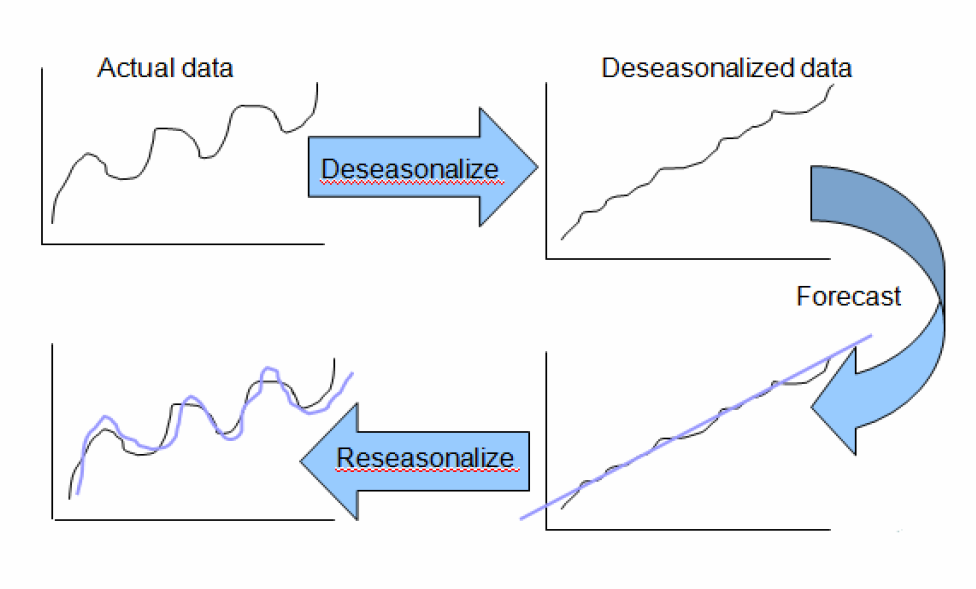 Actual data
Deseasonalized data
Deseasonalize
Forecast
Reseasonalize